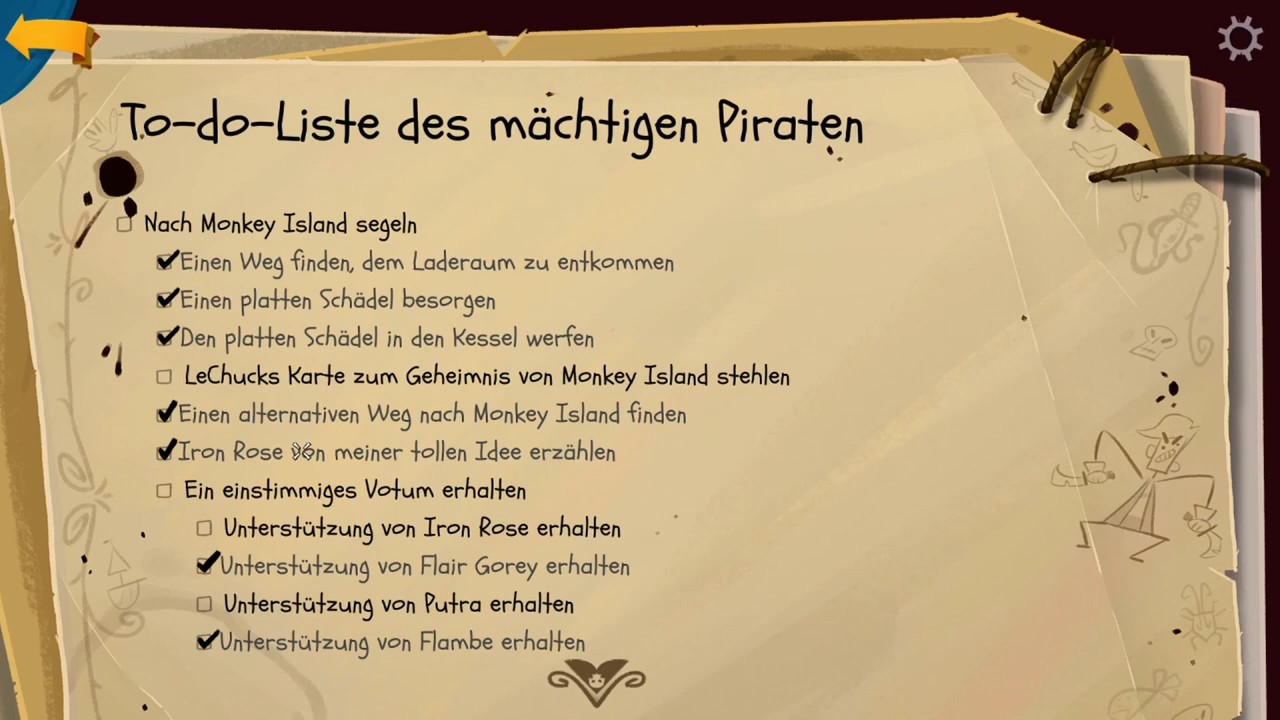 To-do-Liste des mächtigen Piraten
Nach Monkey Island segeln
Einen Weg finden, dem Laderaum zu entkommen
Einen platten Schädel besorgen
Den platten Schädel in den Kessel werfen
LeChucks Karte zum Geheimnis von Monkey Island stehlen
Einen alternativen Weg nach Monkey Island finden
Iron Rose von meiner tollen Idee erzählen
Ein einstimmiges Votum erhalten
Unterstützung von Iron Rose erhalten
Unterstützung von Flair Gorey erhalten
Unterstützung von Putra erhalten
Unterstützung von Flambe erhalten